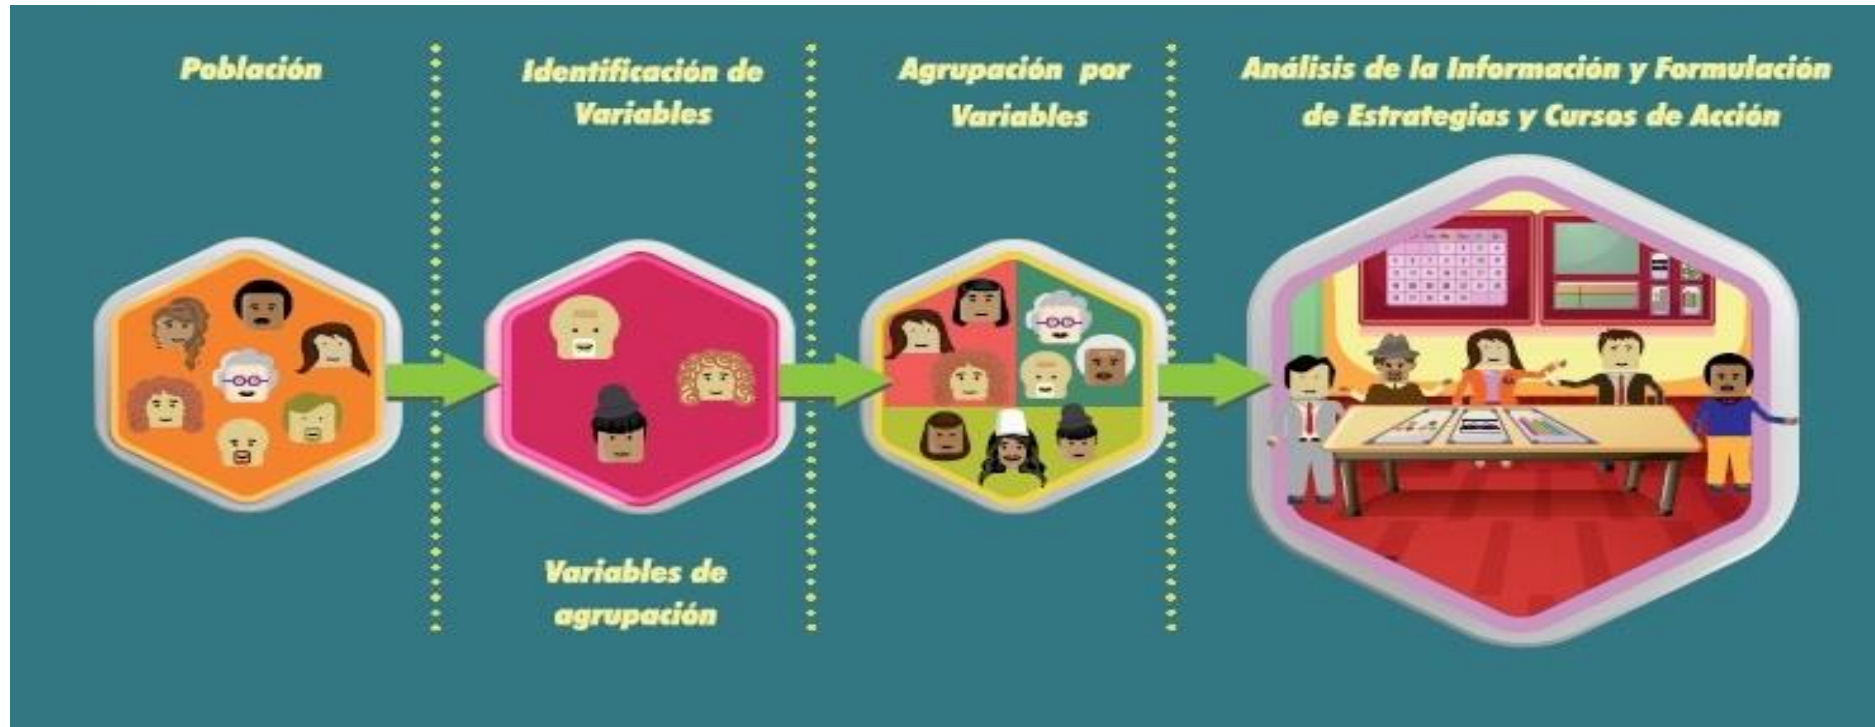 Población
Identificación de
Variables
Agrupación por
Variables
Análisis de la Información y Formulación
de Estrategias y Cursos de Acción
Variables de
agrupación